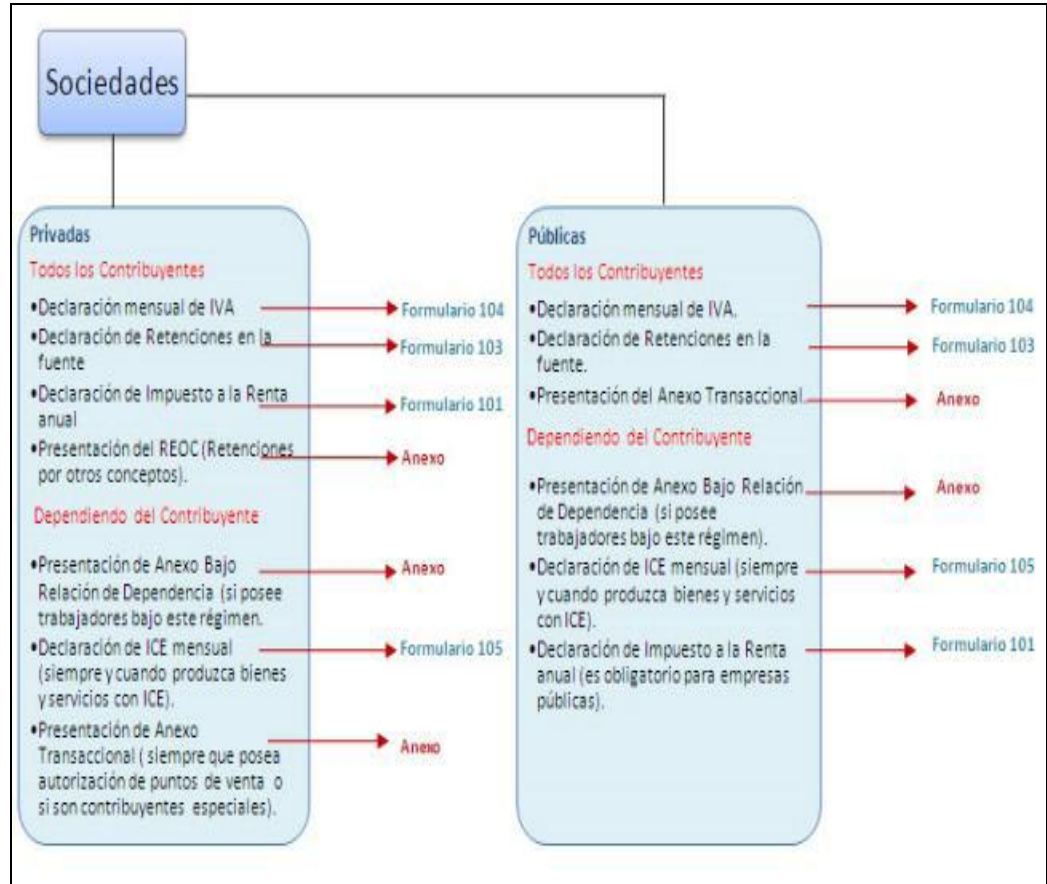 Sociedades
Privadas
Todos los Contribuyentes
•Declaración mensual de IVA
Formulario 104
•Declaración de Retenciones en la
fuente
Formulario 103
•Declaración de Impuesto a la Renta
anual
Formulario 101
•Presentación del REOC (Retenciones
por otros conceptos).
Anexo
Dependiendo del Contribuyente
•Presentación de Anexo Bajo
Relación de Dependencia (si posee
trabajadores bajo este régimen.
Anexo
•Declaración de ICE mensual
(siempre y cuando produzca bienes
y servicios con ICE).
Formulario 105
•Presentación de Anexo
Transaccional ( siempre que posea
autorización de puntos de venta o
si son contribuyentes especiales).
Anexo
Públicas
Todos los Contribuyentes
•Declaración mensual de IVA.
Formulario 104
•Declaración de Retenciones en la
fuente.
Formulario 103
•Presentación del Anexo Transaccional.
Anexo
Dependiendo del Contribuyente
•Presentación de Anexo Bajo Relación
de Dependencia (si posee
trabajadores bajo este régimen).
Anexo
•Declaración de ICE mensual (siempre
y cuando produzca bienes y servicios
con ICE).
Formulario 105
•Declaración de Impuesto a la Renta
anual (es obligatorio para empresas
públicas).
Formulario 101